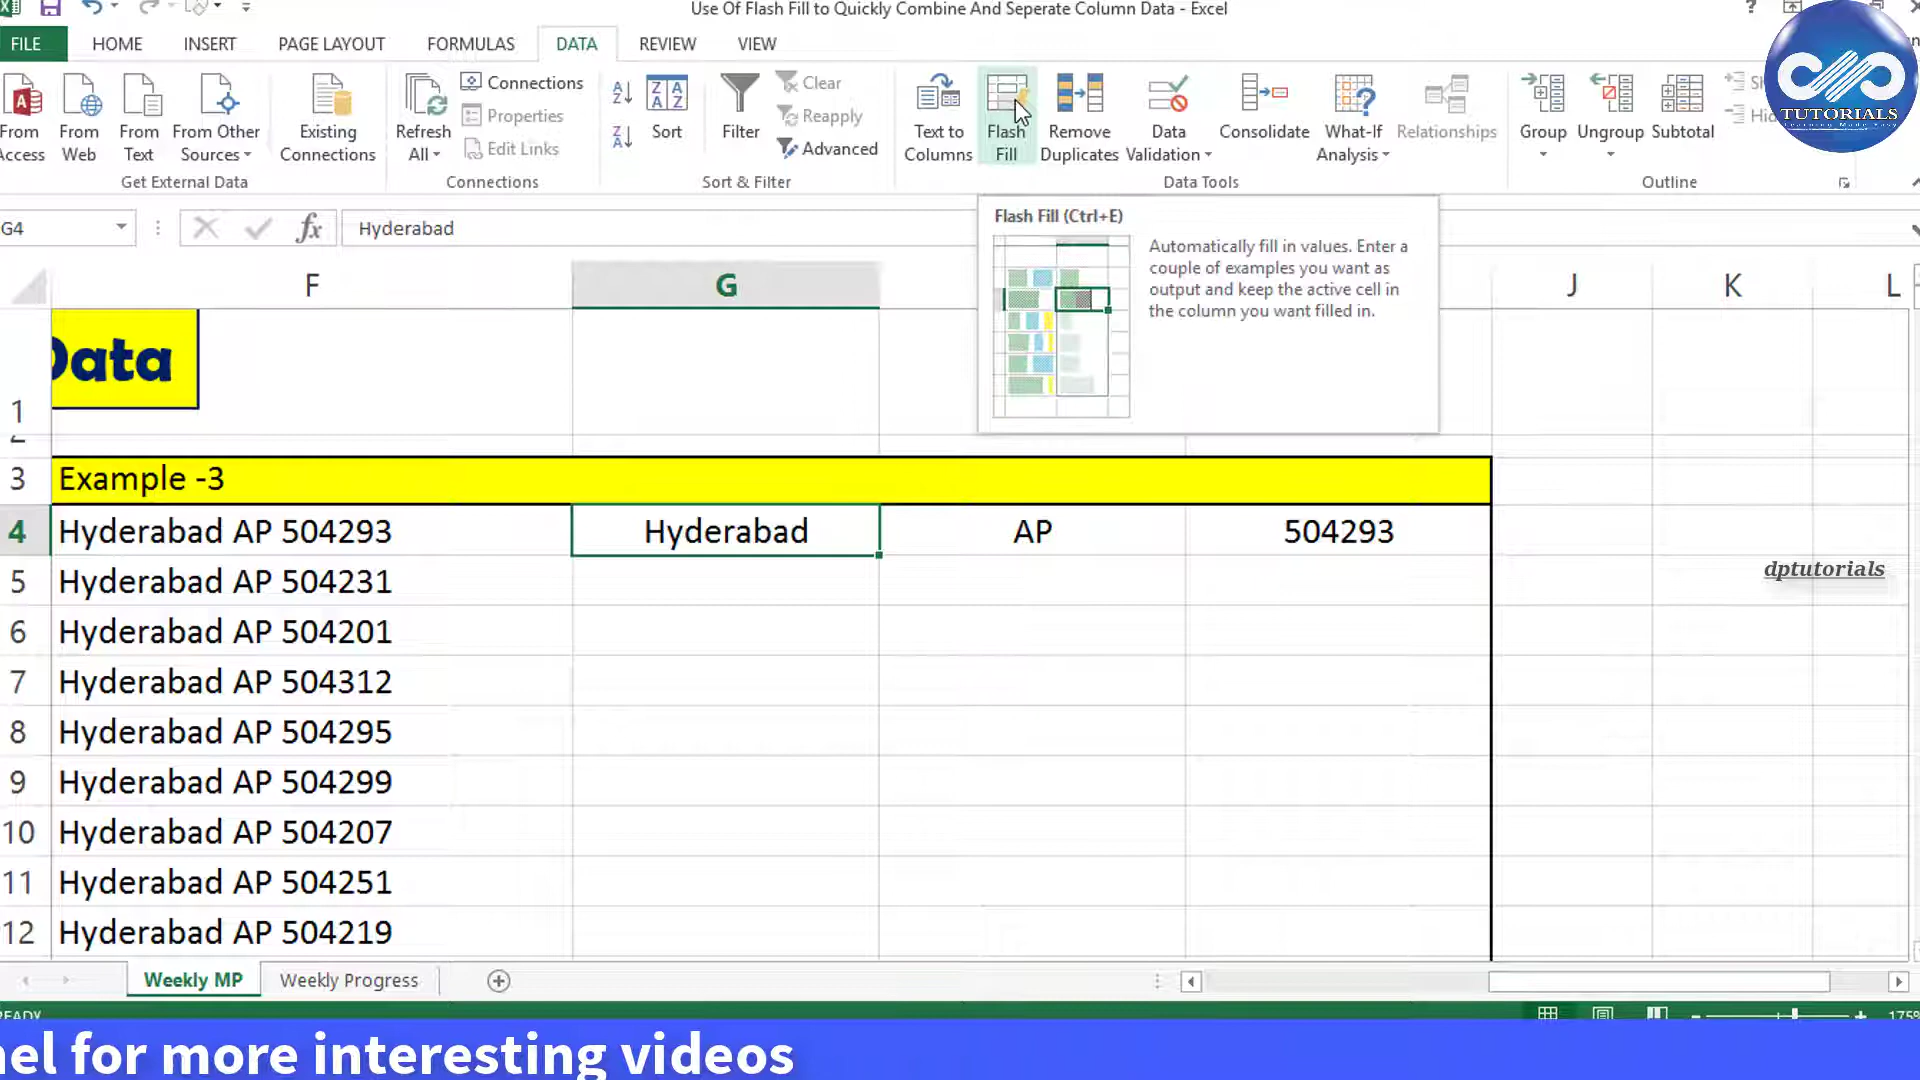 Use Of Flash Fill to Quickly Combine And Seperate Column Data - Excel
FILE HOME INSERT PAGE LAYOUT FORMULAS DATA REVIEW VIEW
From Access
From Web
From Text
From Other Sources
Existing Connections
Get External Data
Refresh All
Connections
Properties
Edit Links
Connections
Sort
Filter
Clear
Reapply
Advanced
Sort & Filter
Text to Columns
Flash Fill
Remove Duplicates
Data Validation
Consolidate
What-If Analysis
Relationships
Data Tools
Group
Ungroup
Subtotal
Outline
TUTORIALS
Learning Made Easy
G4
fx
Hyderabad
Flash Fill (Ctrl+E)
Automatically fill in values. Enter a
couple of examples you want as
output and keep the active cell in
the column you want filled in.
F G J K L
Data
1
2
3 Example -3
4 Hyderabad AP 504293 Hyderabad AP 504293
5 Hyderabad AP 504231
6 Hyderabad AP 504201
7 Hyderabad AP 504312
8 Hyderabad AP 504295
9 Hyderabad AP 504299
10 Hyderabad AP 504207
11 Hyderabad AP 504251
12 Hyderabad AP 504219
dptutorials
Weekly MP Weekly Progress
READY
175%
nel for more interesting videos